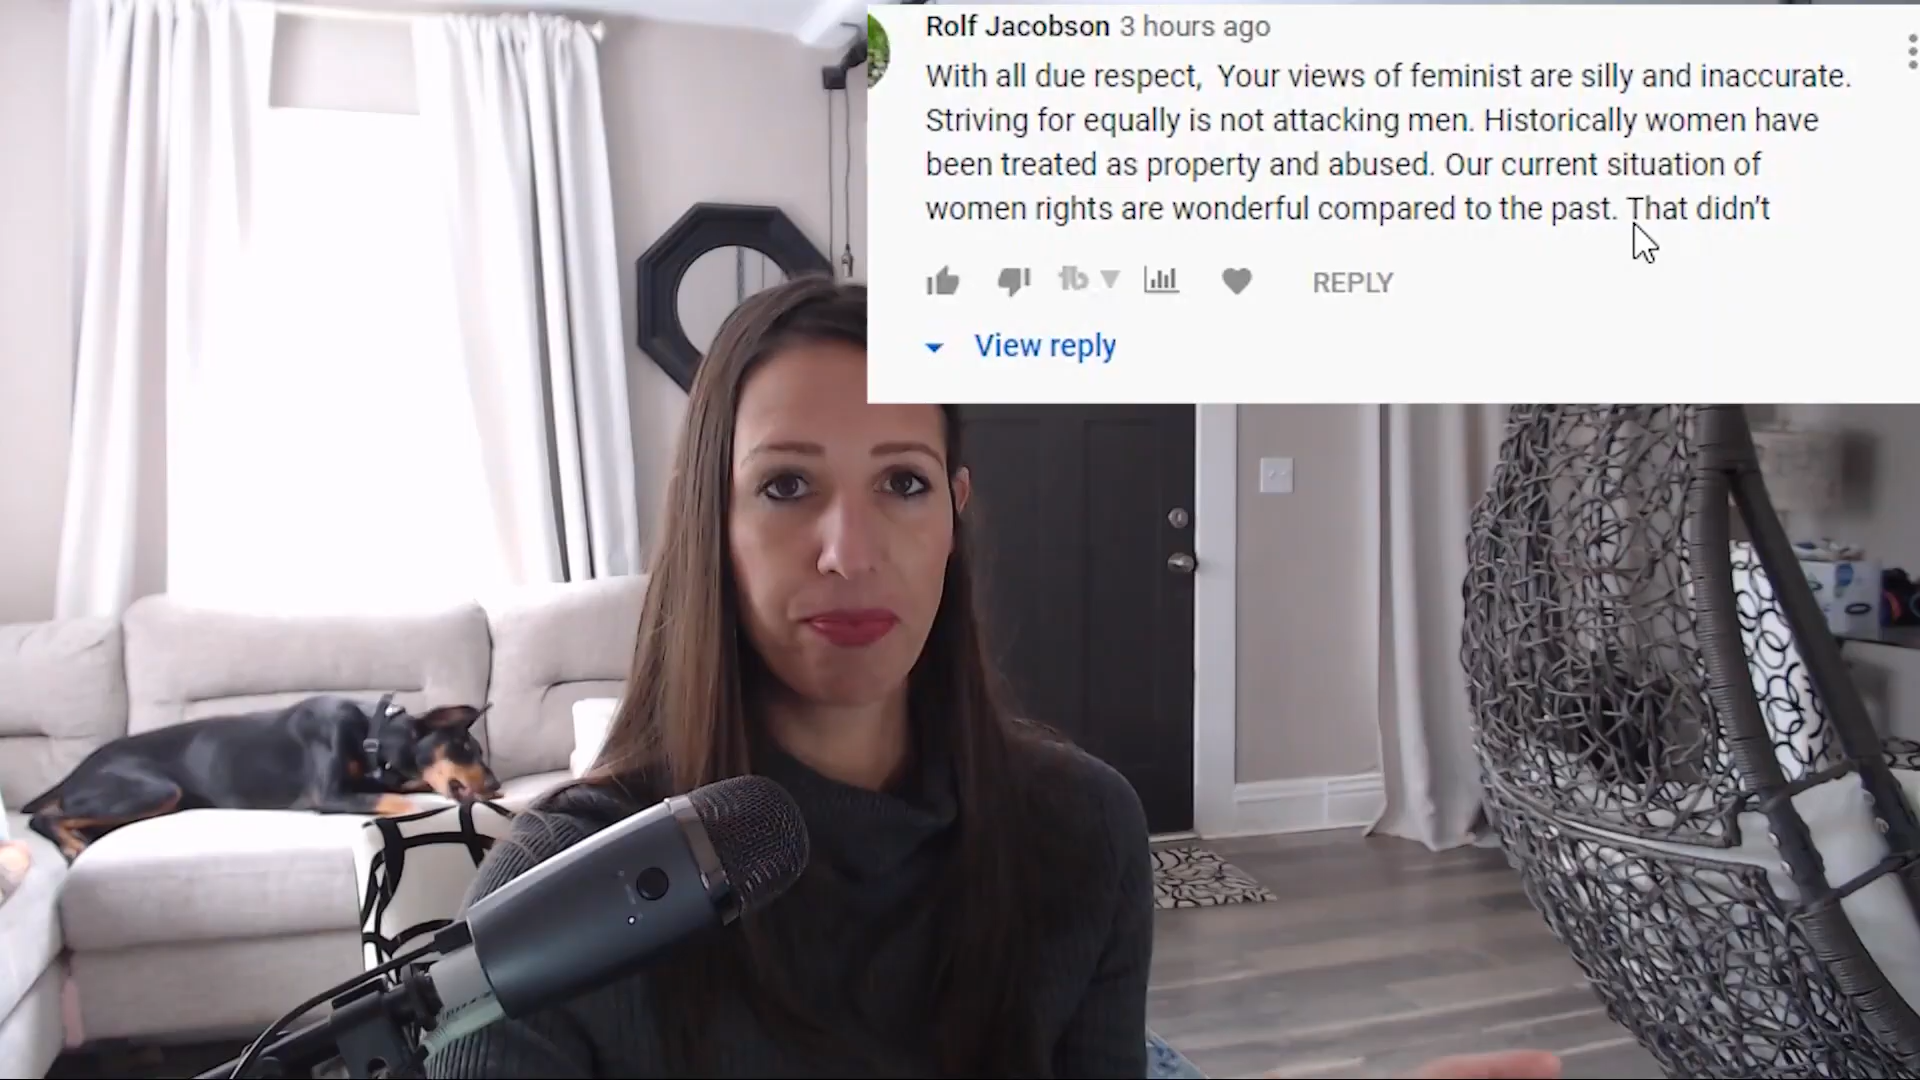 Rolf Jacobson 3 hours ago
With all due respect,  Your views of feminist are silly and inaccurate.
Striving for equally is not attacking men. Historically women have
been treated as property and abused. Our current situation of
women rights are wonderful compared to the past. That didn't
REPLY
View reply